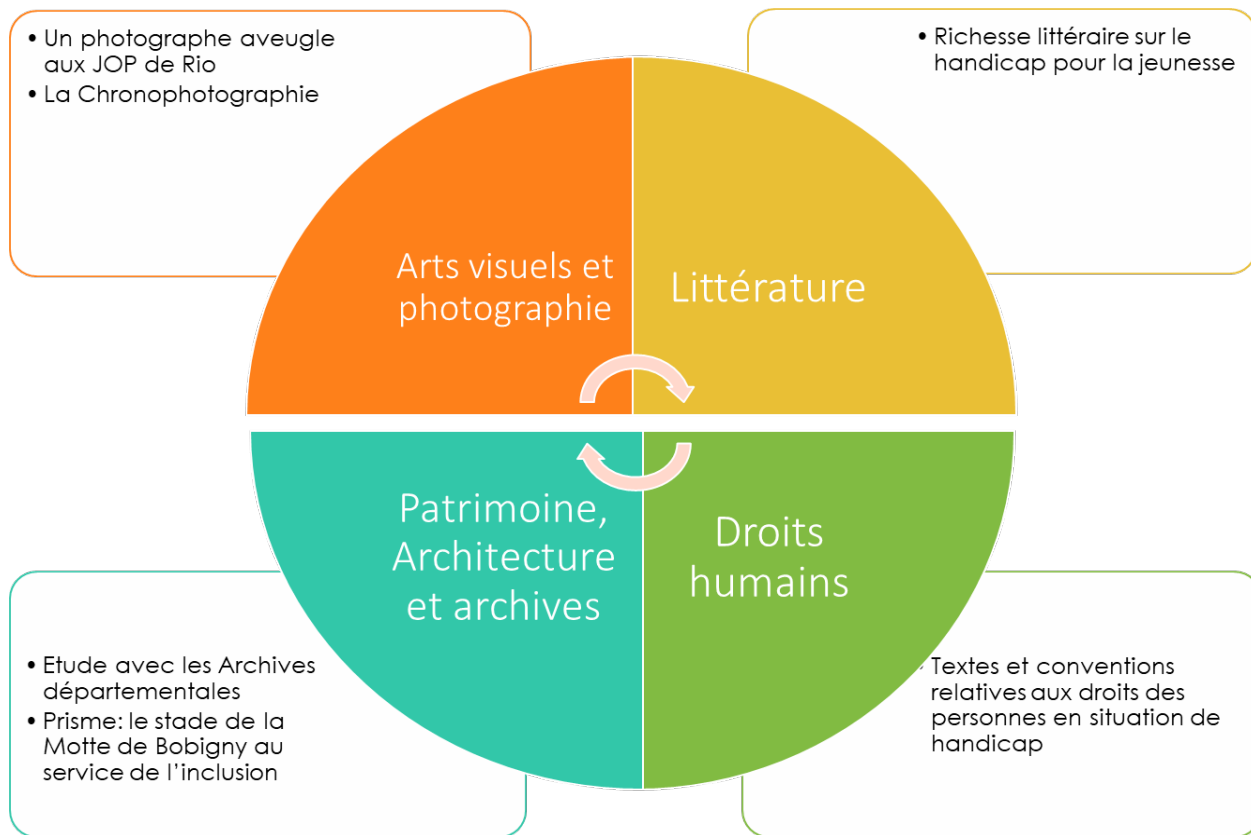 • Un photographe aveugle
aux JOP de Rio
• La Chronophotographie
• Richesse littéraire sur le
handicap pour la jeunesse
Arts visuels et
photographie
Littérature
Patrimoine,
Architecture
et archives
Droits
humains
• Etude avec les Archives
départementales
• Prisme: le stade de la
Motte de Bobigny au
service de l'inclusion
• Textes et conventions
relatives aux droits des
personnes en situation de
handicap